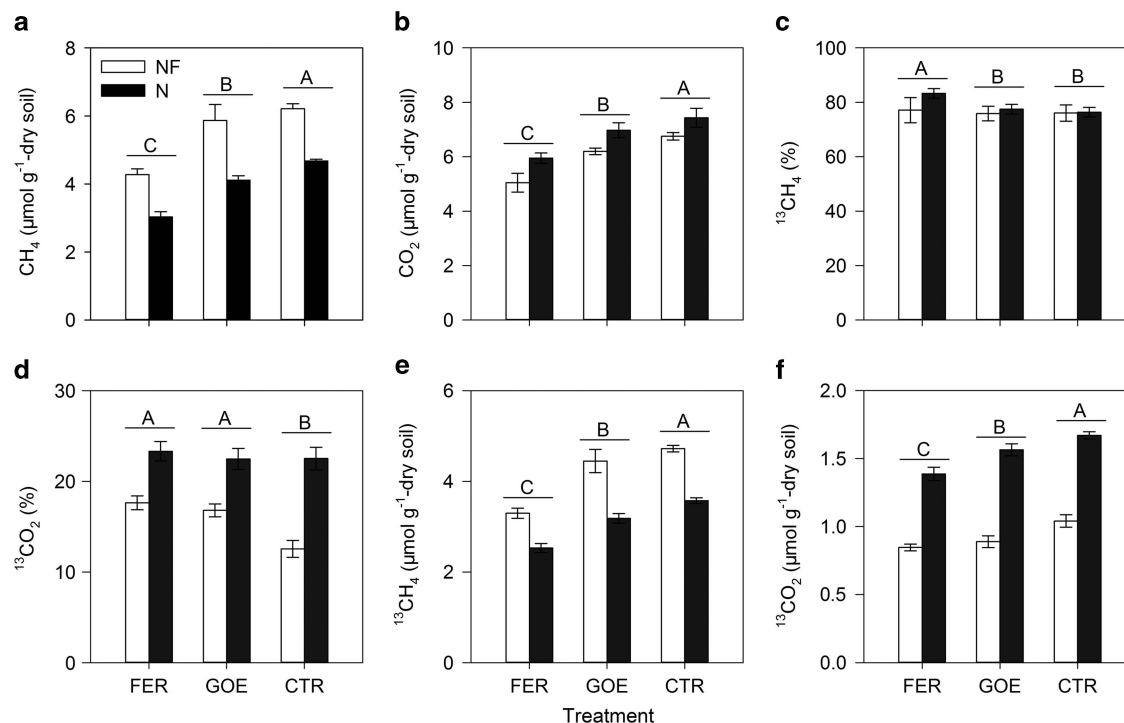 a
8
6
4
2
0
CH₄ (µmol g⁻¹-dry soil)
NF
N
C
B
A
b
10
8
6
4
2
0
CO₂ (µmol g⁻¹-dry soil)
C
B
A
c
100
80
60
40
20
0
¹³CH₄ (%)
A
B
B
d
30
20
10
0
¹³CO₂ (%)
A
A
B
FER GOE CTR
e
6
4
2
0
¹³CH₄ (µmol g⁻¹-dry soil)
C
B
A
FER GOE CTR
Treatment
f
2.0
1.5
1.0
0.5
0.0
¹³CO₂ (µmol g⁻¹-dry soil)
C
B
A
FER GOE CTR